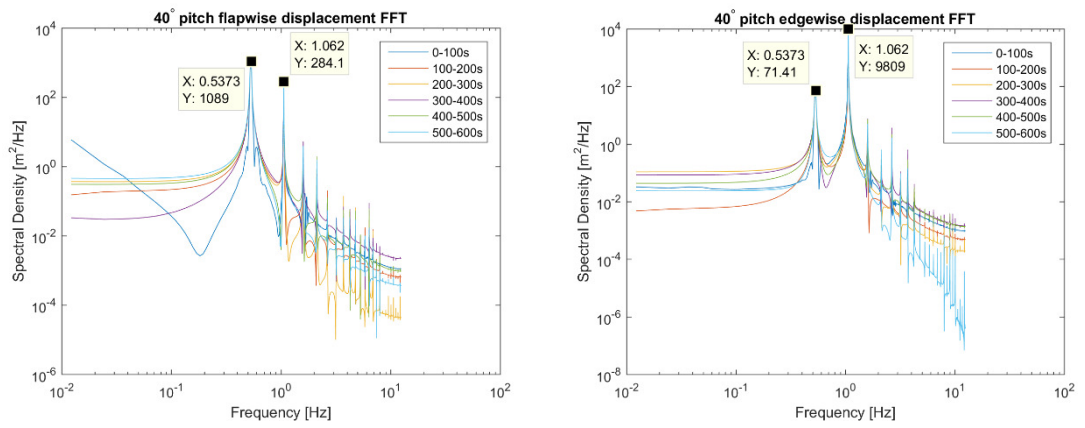 40° pitch flapwise displacement FFT
10^4
10^2
10^0
10^-2
10^-4
10^-6
Spectral Density [m²/Hz]
X: 0.5373
Y: 1089
X: 1.062
Y: 284.1
0-100s
100-200s
200-300s
300-400s
400-500s
500-600s
10^-2
10^-1
10^0
10^1
10^2
Frequency [Hz]
40° pitch edgewise displacement FFT
10^4
10^2
10^0
10^-2
10^-4
10^-6
10^-8
Spectral Density [m²/Hz]
X: 0.5373
Y: 71.41
X: 1.062
Y: 9809
0-100s
100-200s
200-300s
300-400s
400-500s
500-600s
10^-2
10^-1
10^0
10^1
10^2
Frequency [Hz]